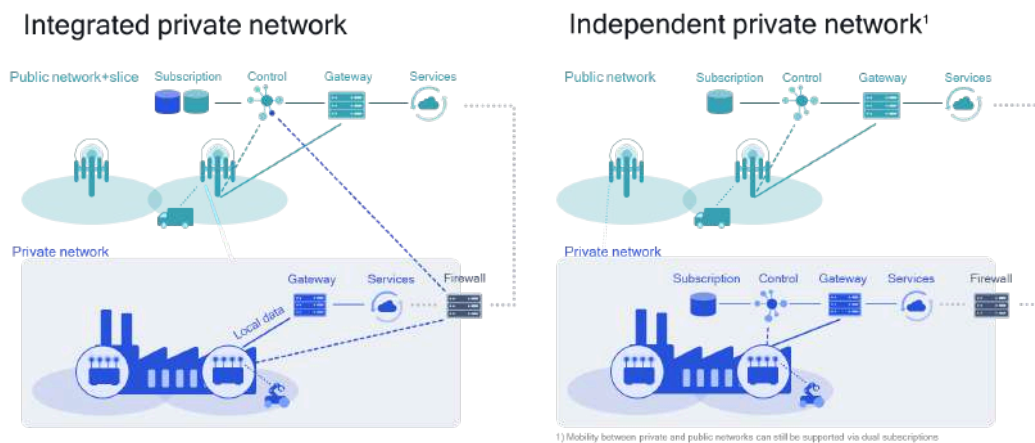 Integrated private network
Independent private network¹
Public network+slice
Subscription
Control
Gateway
Services
Public network
Subscription
Control
Gateway
Services
Private network
Gateway
Services
Firewall
Local data
Private network
Subscription
Control
Gateway
Services
Firewall
1) Mobility between private and public networks can still be supported via dual subscriptions